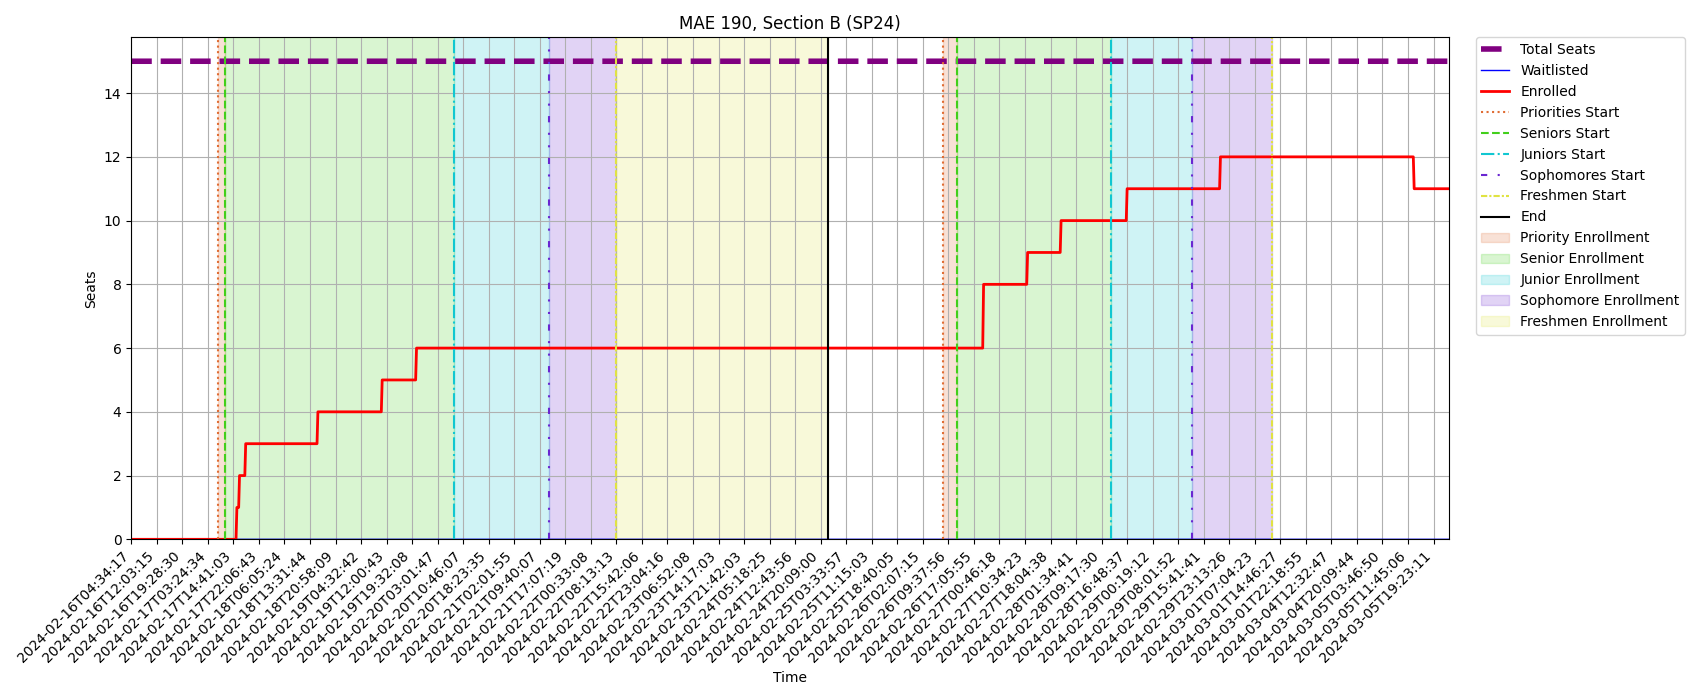 MAE 190, Section B (SP24)
Total Seats
Waitlisted
Enrolled
Priorities Start
Seniors Start
Juniors Start
Sophomores Start
Freshmen Start
End
Priority Enrollment
Senior Enrollment
Junior Enrollment
Sophomore Enrollment
Freshmen Enrollment
Seats
14
12
10
8
6
4
2
0
2024-02-16T04:34:17
2024-02-16T12:03:15
2024-02-16T19:28:30
2024-02-17T03:24:34
2024-02-17T14:41:03
2024-02-17T22:06:43
2024-02-18T06:05:24
2024-02-18T13:31:44
2024-02-18T20:58:09
2024-02-19T04:32:42
2024-02-19T12:00:43
2024-02-19T19:32:08
2024-02-20T03:01:47
2024-02-20T10:46:07
2024-02-20T18:23:35
2024-02-21T02:01:55
2024-02-21T09:40:07
2024-02-21T17:07:19
2024-02-22T00:33:08
2024-02-22T08:13:13
2024-02-22T15:42:06
2024-02-22T23:04:16
2024-02-23T06:52:08
2024-02-23T14:17:03
2024-02-23T21:42:03
2024-02-24T05:18:25
2024-02-24T12:43:56
2024-02-24T20:09:00
2024-02-25T03:33:57
2024-02-25T11:15:03
2024-02-25T18:40:05
2024-02-26T02:07:15
2024-02-26T09:37:56
2024-02-26T17:05:55
2024-02-27T00:46:18
2024-02-27T10:34:23
2024-02-27T18:04:38
2024-02-28T01:34:41
2024-02-28T09:17:30
2024-02-28T16:48:37
2024-02-29T00:19:12
2024-02-29T08:01:52
2024-02-29T15:41:41
2024-02-29T23:13:26
2024-03-01T07:04:23
2024-03-01T14:46:27
2024-03-01T22:18:55
2024-03-04T12:32:47
2024-03-04T20:09:44
2024-03-05T03:46:50
2024-03-05T11:45:06
2024-03-05T19:23:11
Time